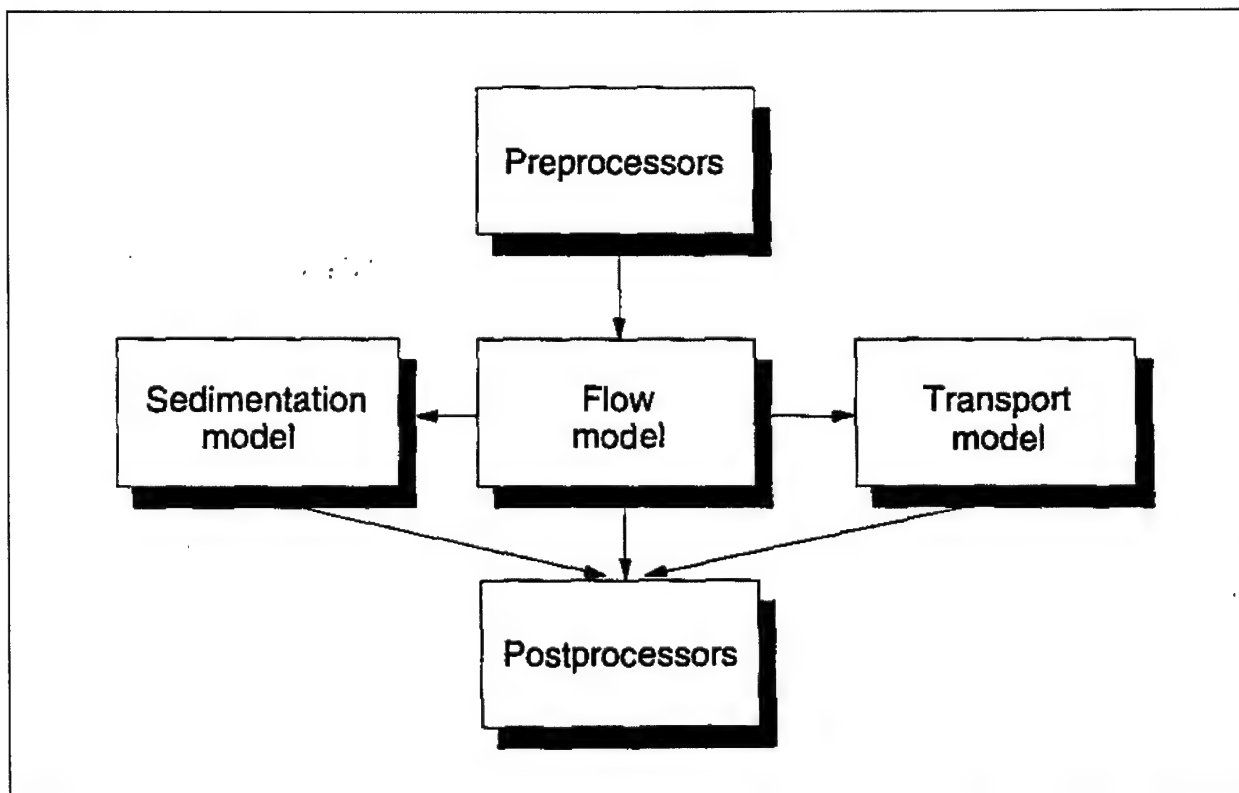 Preprocessors
Sedimentation
model
Flow
model
Transport
model
Postprocessors